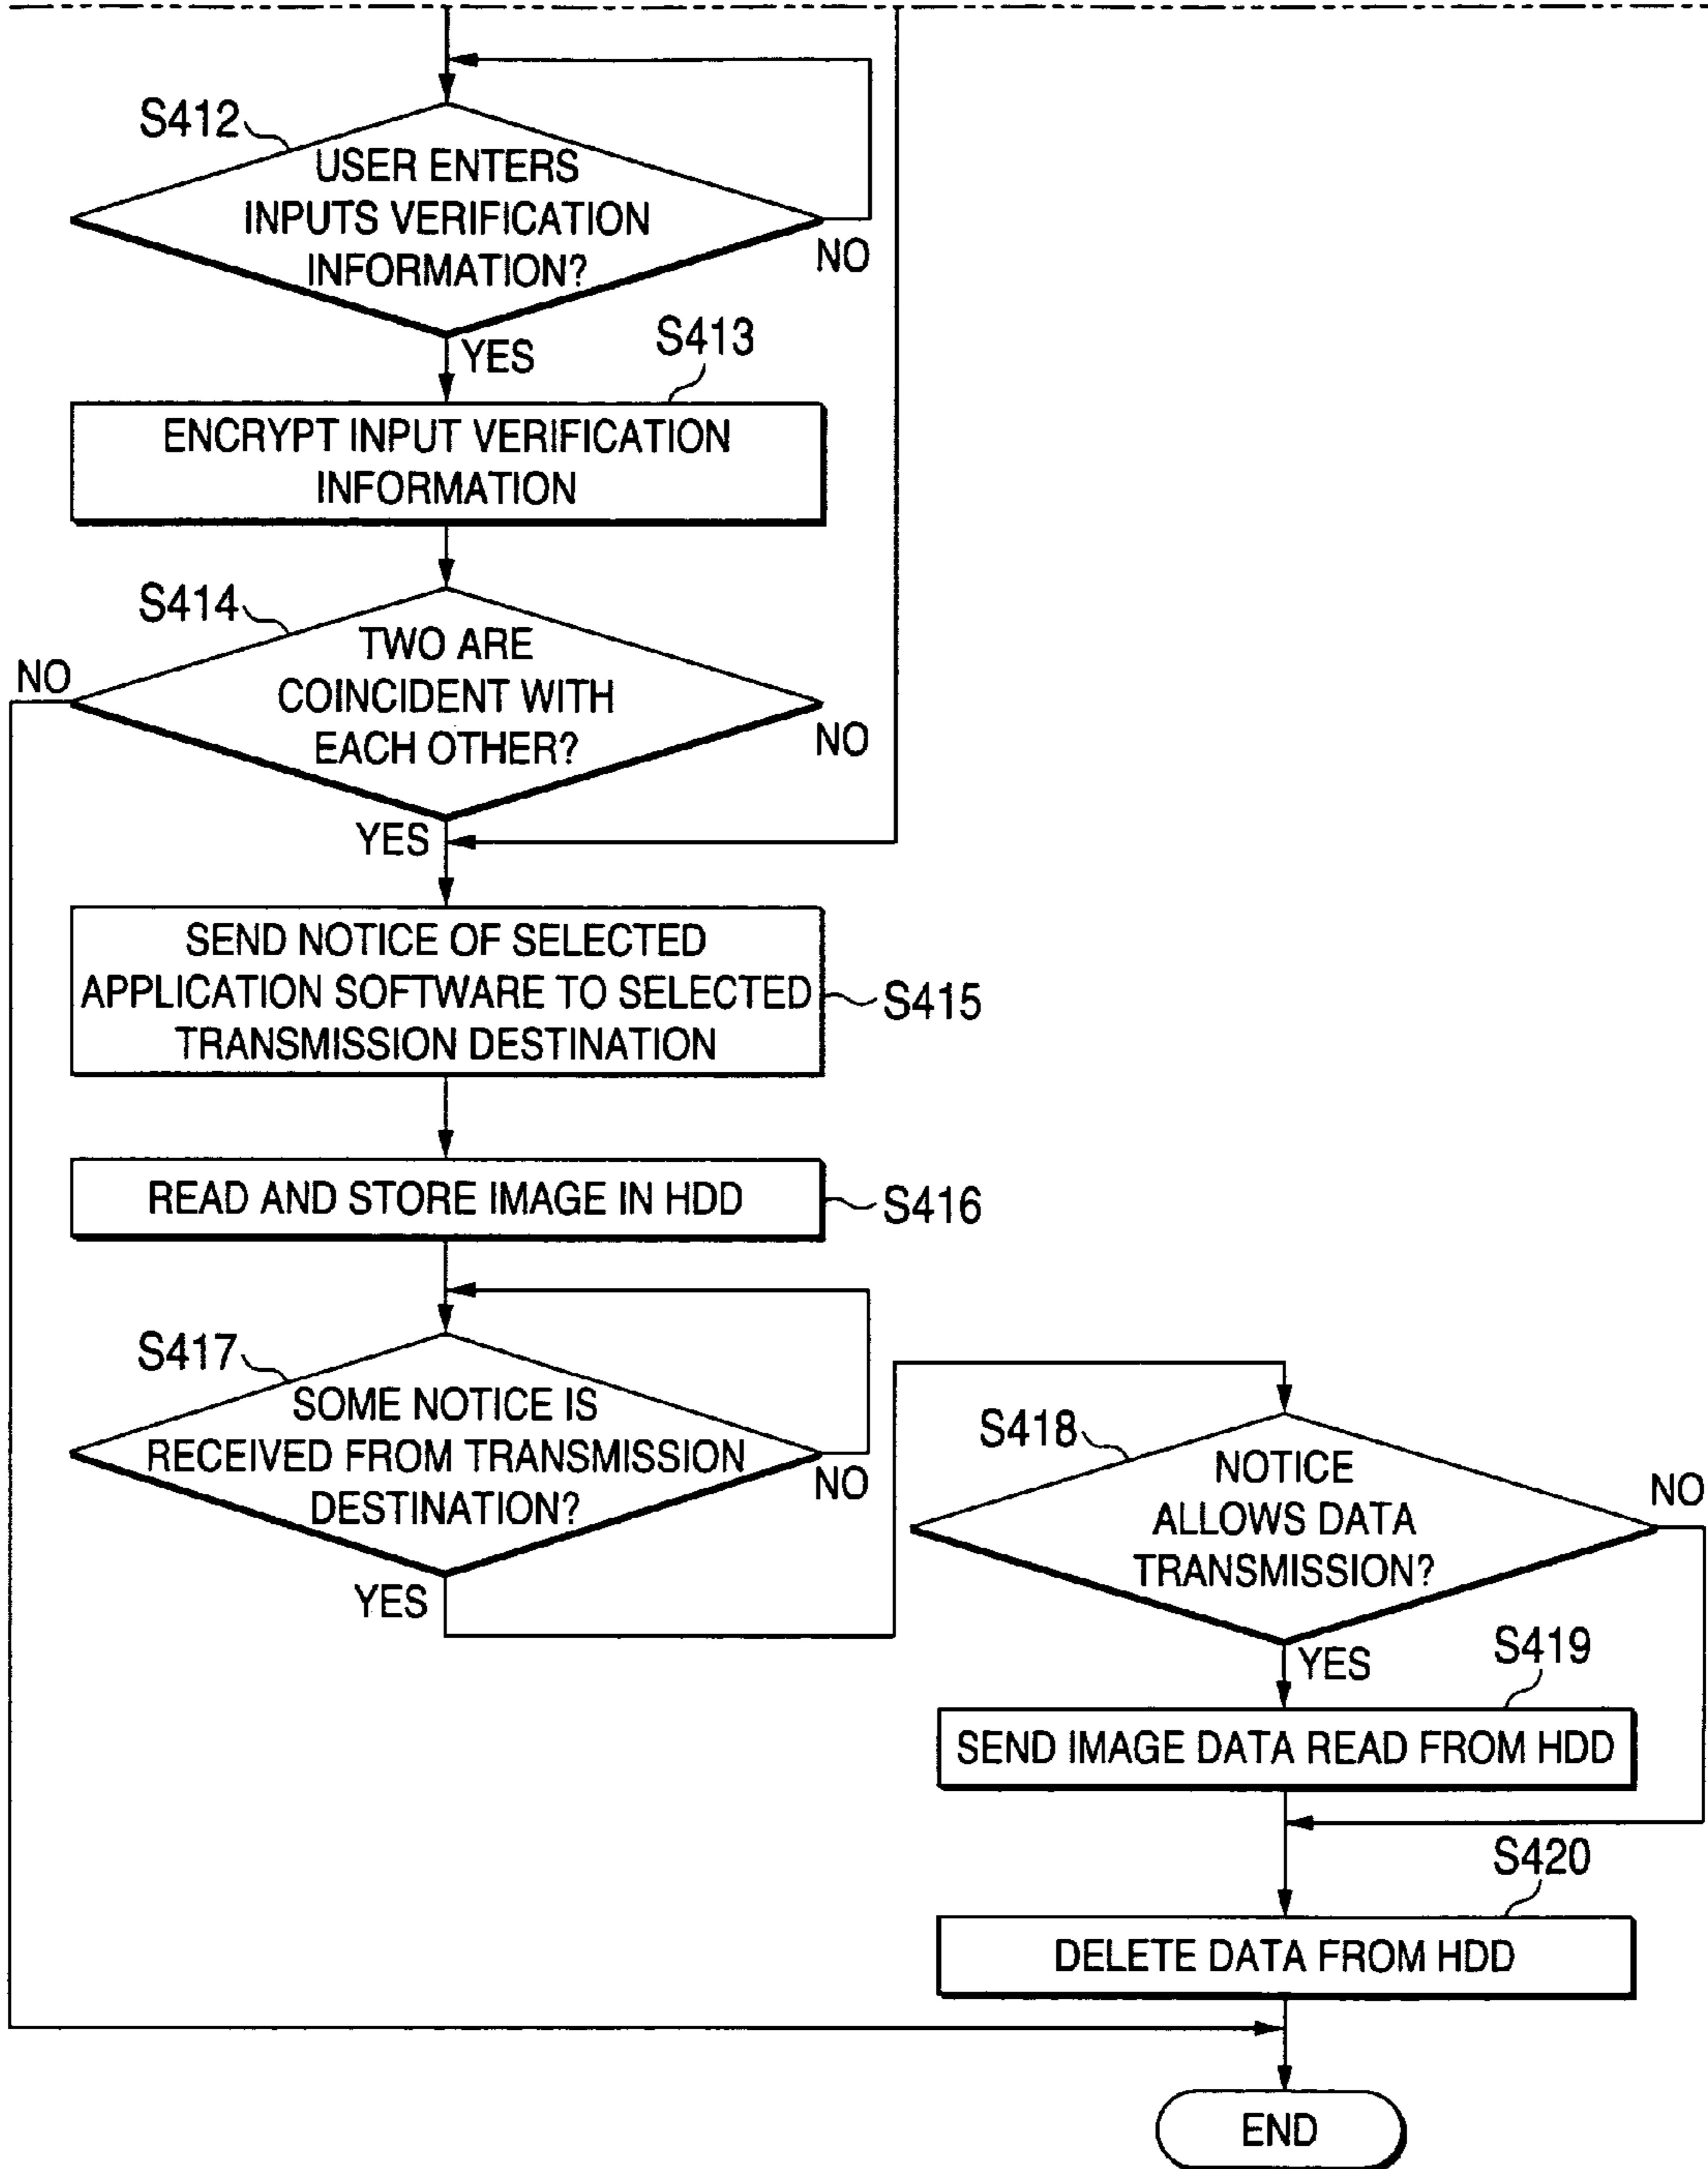 S412
USER ENTERS
INPUTS VERIFICATION
INFORMATION?
NO
YES
S413
ENCRYPT INPUT VERIFICATION
INFORMATION
S414
TWO ARE
COINCIDENT WITH
EACH OTHER?
NO
NO
YES
SEND NOTICE OF SELECTED
APPLICATION SOFTWARE TO SELECTED
TRANSMISSION DESTINATION
S415
READ AND STORE IMAGE IN HDD
S416
S417
SOME NOTICE IS
RECEIVED FROM TRANSMISSION
DESTINATION?
NO
YES
S418
NOTICE
ALLOWS DATA
TRANSMISSION?
NO
YES
S419
SEND IMAGE DATA READ FROM HDD
S420
DELETE DATA FROM HDD
END